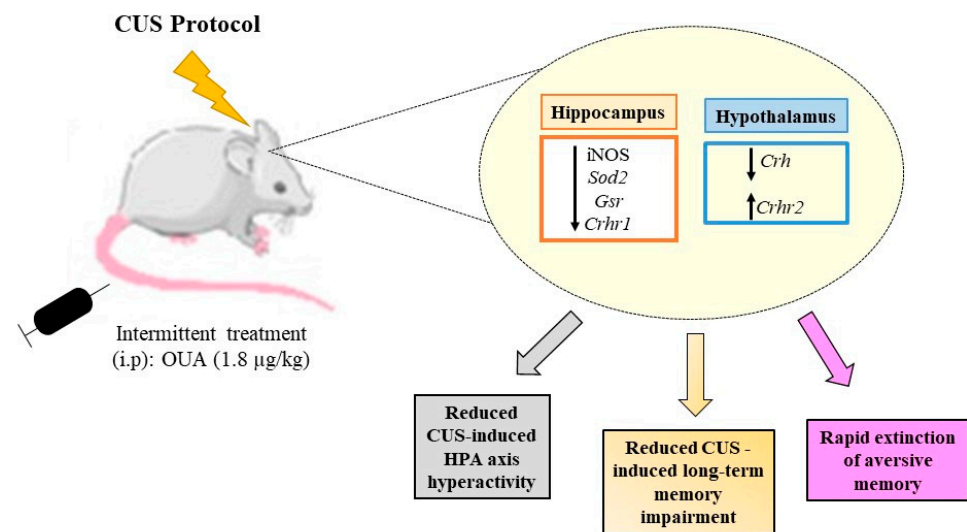 CUS Protocol
Hippocampus
iNOS
Sod2
Gsr
Crhr1
Hypothalamus
Crh
Crhr2
Intermittent treatment
(i.p): OUA (1.8 µg/kg)
Reduced
CUS-induced
HPA axis
hyperactivity
Reduced CUS -
induced long-term
memory
impairment
Rapid extinction
of aversive
memory